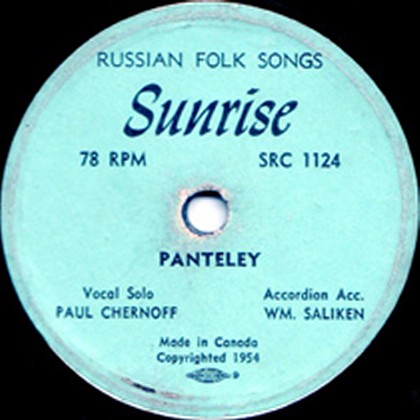 RUSSIAN FOLK SONGS
Sunrise
78 RPM SRC 1124
PANTELEY
Vocal Solo Accordion Acc.
PAUL CHERNOFF WM. SALIKEN
Made in Canada
Copyrighted 1954
9